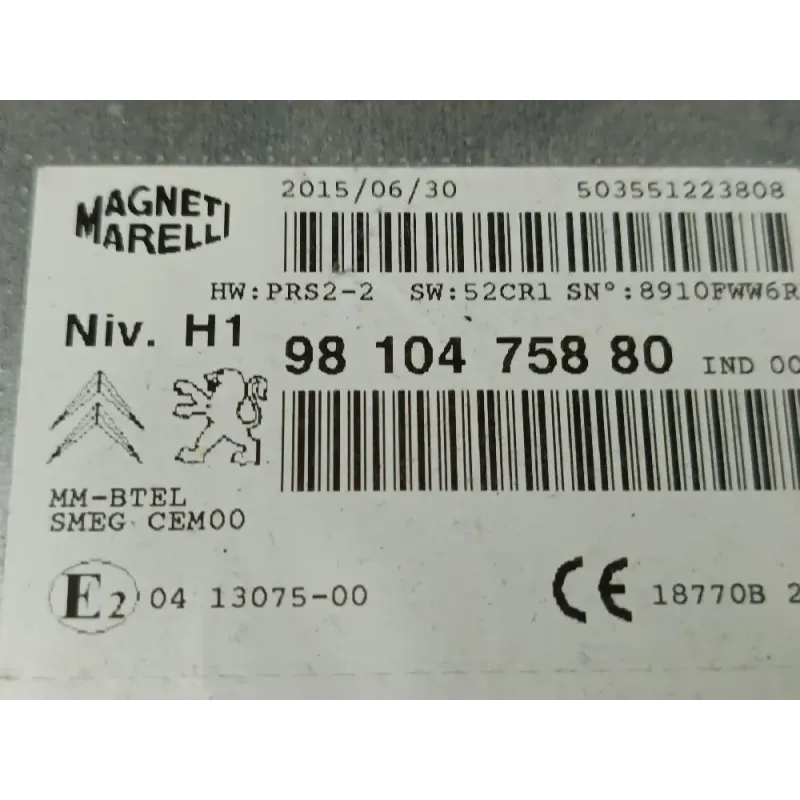 MAGNETI
MARELLI
2015/06/30 503551223808
HW:PRS2-2 SW:52CR1 SN°:8910FWW6R
Niv. H1
98 104 758 80 IND 00
MM-BTEL
SMEG CEM00
E2 04 13075-00
CE 18770B 2